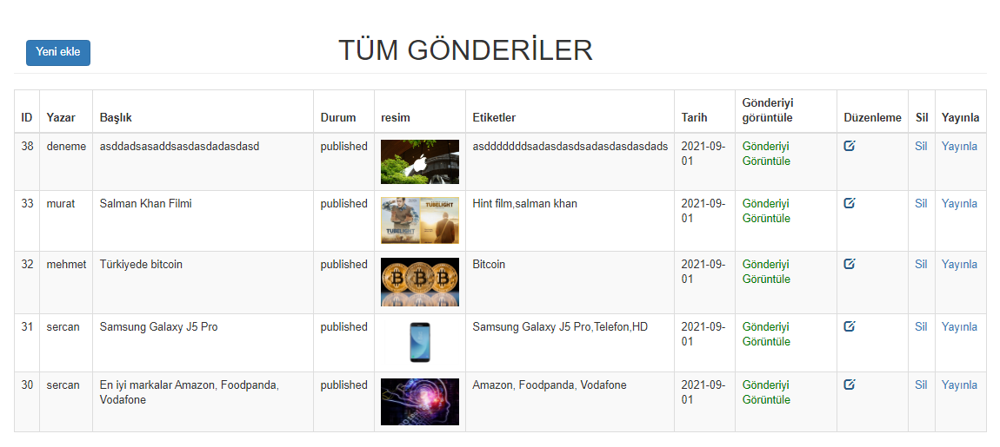 Yeni ekle
TÜM GÖNDERİLER
ID Yazar Başlık Durum resim Etiketler Tarih Gönderiyi görüntüle Düzenleme Sil Yayınla
38 deneme asddadsasaddsasdasdadasdasd published asdddddddsadasdasdsadasdasdasdads 2021-09-01 Gönderiyi Görüntüle Sil Yayınla
33 murat Salman Khan Filmi published TUBELIGHT TUBELIGHT Hint film,salman khan 2021-09-01 Gönderiyi Görüntüle Sil Yayınla
32 mehmet Türkiyede bitcoin published Bitcoin 2021-09-01 Gönderiyi Görüntüle Sil Yayınla
31 sercan Samsung Galaxy J5 Pro published Samsung Galaxy J5 Pro,Telefon,HD 2021-09-01 Gönderiyi Görüntüle Sil Yayınla
30 sercan En iyi markalar Amazon, Foodpanda, Vodafone published Amazon, Foodpanda, Vodafone 2021-09-01 Gönderiyi Görüntüle Sil Yayınla